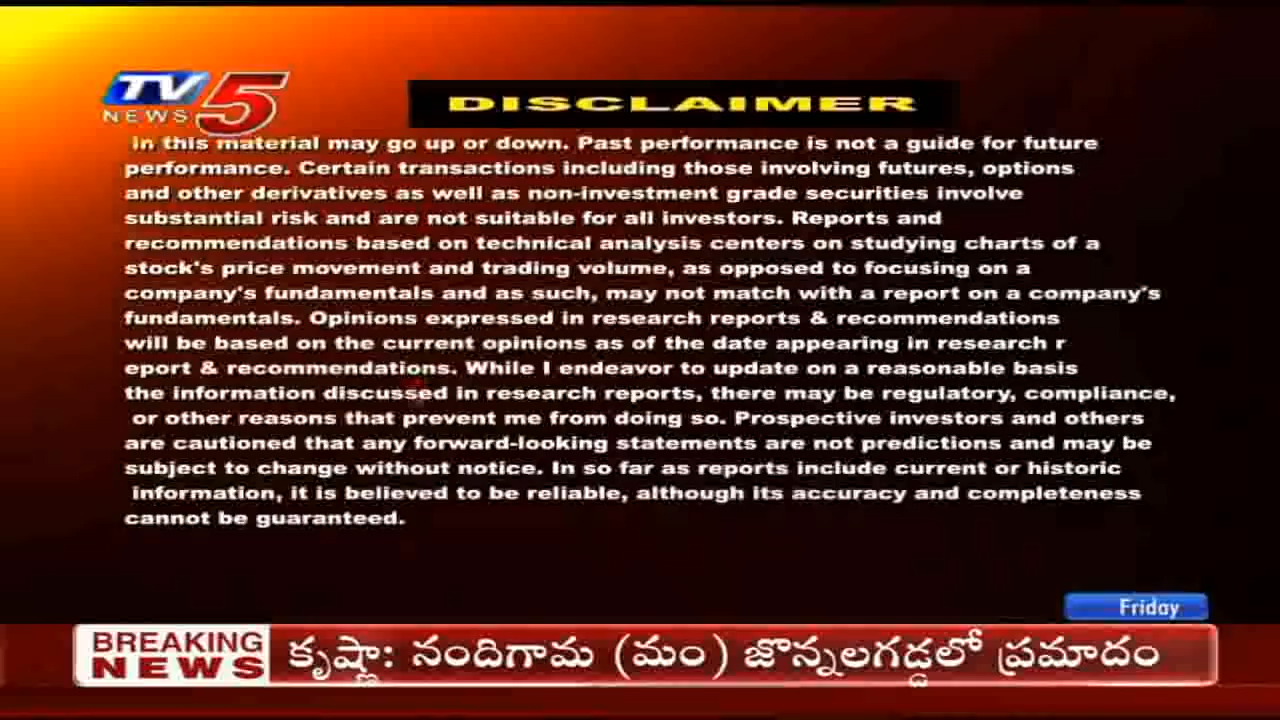 TV5
NEWS
DISCLAIMER
In this material may go up or down. Past performance is not a guide for future
performance. Certain transactions including those involving futures, options
and other derivatives as well as non-investment grade securities involve
substantial risk and are not suitable for all investors. Reports and
recommendations based on technical analysis centers on studying charts of a
stock's price movement and trading volume, as opposed to focusing on a
company's fundamentals and as such, may not match with a report on a company's
fundamentals. Opinions expressed in research reports & recommendations
will be based on the current opinions as of the date appearing in research r
eport & recommendations. While I endeavor to update on a reasonable basis
the information discussed in research reports, there may be regulatory, compliance,
or other reasons that prevent me from doing so. Prospective investors and others
are cautioned that any forward-looking statements are not predictions and may be
subject to change without notice. In so far as reports include current or historic
information, it is believed to be reliable, although its accuracy and completeness
cannot be guaranteed.
Friday
BREAKING
NEWS
కృష్ణా: నందిగామ (మం) జొన్నలగడ్డలో ప్రమాదం